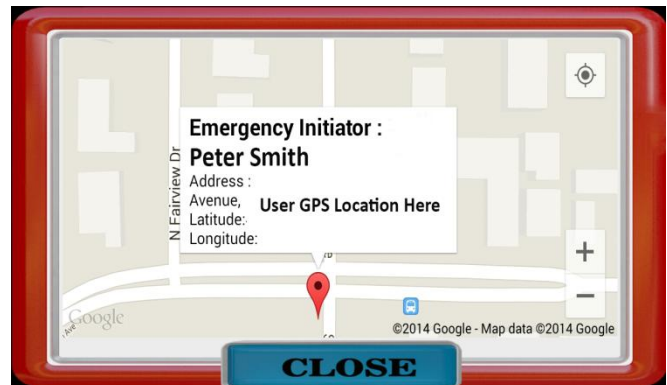 Emergency Initiator :
Peter Smith
Address :
Avenue,
User GPS Location Here
Latitude:
Longitude:
N Fairview Dr
Google
Ave
©2014 Google - Map data ©2014 Google
CLOSE